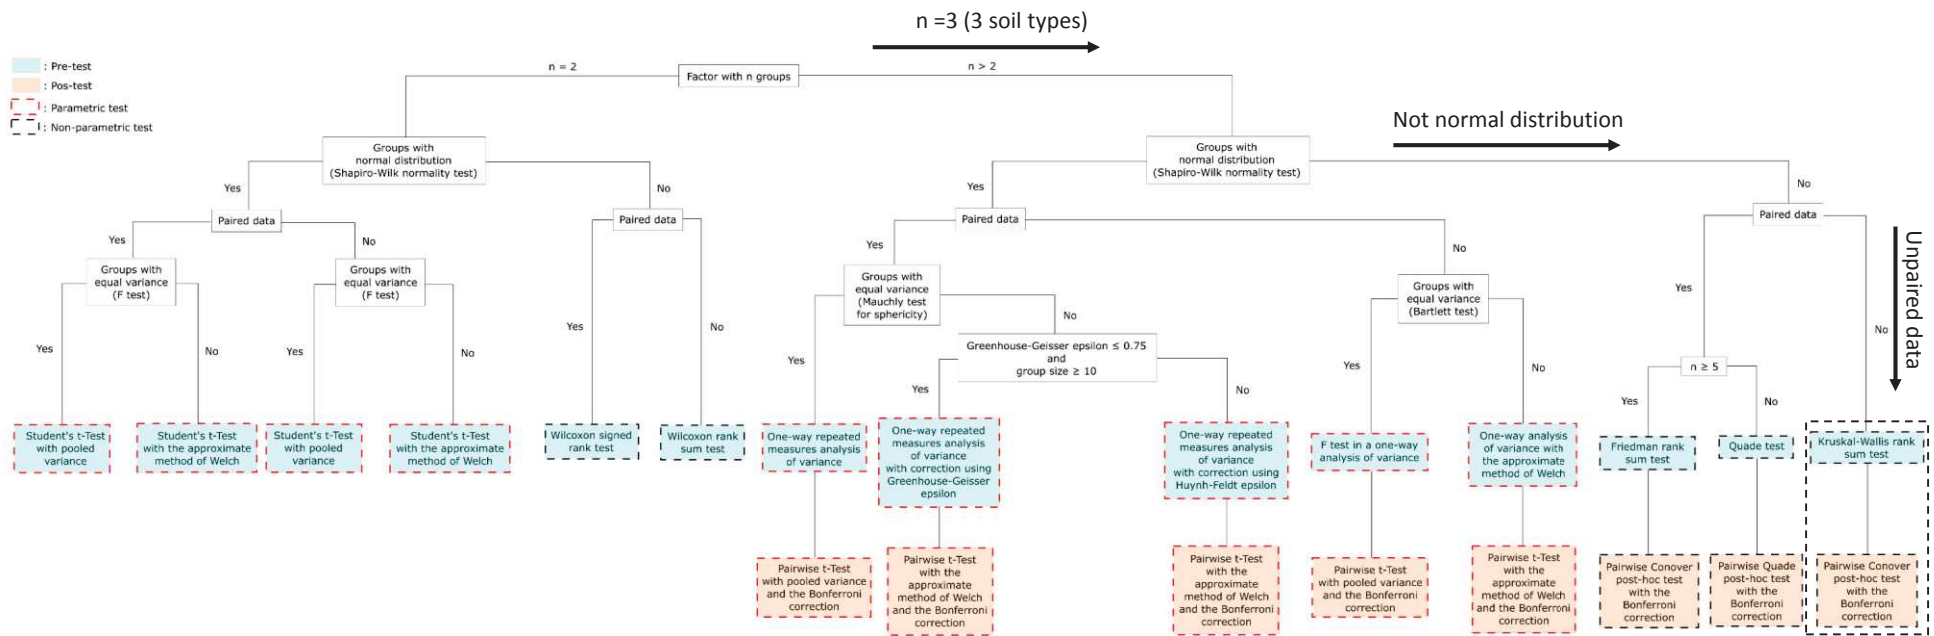 n =3 (3 soil types)
: Pre-test
: Pos-test
: Parametric test
: Non-parametric test
n = 2
Factor with n groups
n > 2
Not normal distribution
Groups with
normal distribution
(Shapiro-Wilk normality test)
Groups with
normal distribution
(Shapiro-Wilk normality test)
Yes
No
Yes
No
Paired data
Paired data
Paired data
Paired data
Yes
No
Yes
No
Groups with
equal variance
(F test)
Groups with
equal variance
(F test)
Groups with
equal variance
(Mauchly test
for sphericity)
Groups with
equal variance
(Bartlett test)
Unpaired data
Yes
No
Yes
No
Yes
No
Yes
No
Greenhouse-Geisser epsilon ≤ 0.75
and
group size ≥ 10
Yes
No
Yes
No
Yes
No
n ≥ 5
Yes
No
Student's t-Test
with pooled
variance
Student's t-Test
with the approximate
method of Welch
Student's t-Test
with pooled
variance
Student's t-Test
with the approximate
method of Welch
Wilcoxon signed
rank test
Wilcoxon rank
sum test
One-way repeated
measures analysis
of variance
One-way repeated
measures analysis
of variance
with correction using
Greenhouse-Geisser
epsilon
One-way repeated
measures analysis
of variance
with correction using
Huynh-Feldt epsilon
F test in a one-way
analysis of variance
One-way analysis
of variance with
the approximate
method of Welch
Friedman rank
sum test
Quade test
Kruskal-Wallis rank
sum test
Pairwise t-Test
with pooled variance
and the Bonferroni
correction
Pairwise t-Test
with the
approximate
method of Welch
and the Bonferroni
correction
Pairwise t-Test
with the
approximate
method of Welch
and the Bonferroni
correction
Pairwise t-Test
with pooled variance
and the Bonferroni
correction
Pairwise t-Test
with the
approximate
method of Welch
and the Bonferroni
correction
Pairwise Conover
post-hoc test
with the
Bonferroni
correction
Pairwise Quade
post-hoc test
with the
Bonferroni
correction
Pairwise Conover
post-hoc test
with the
Bonferroni
correction